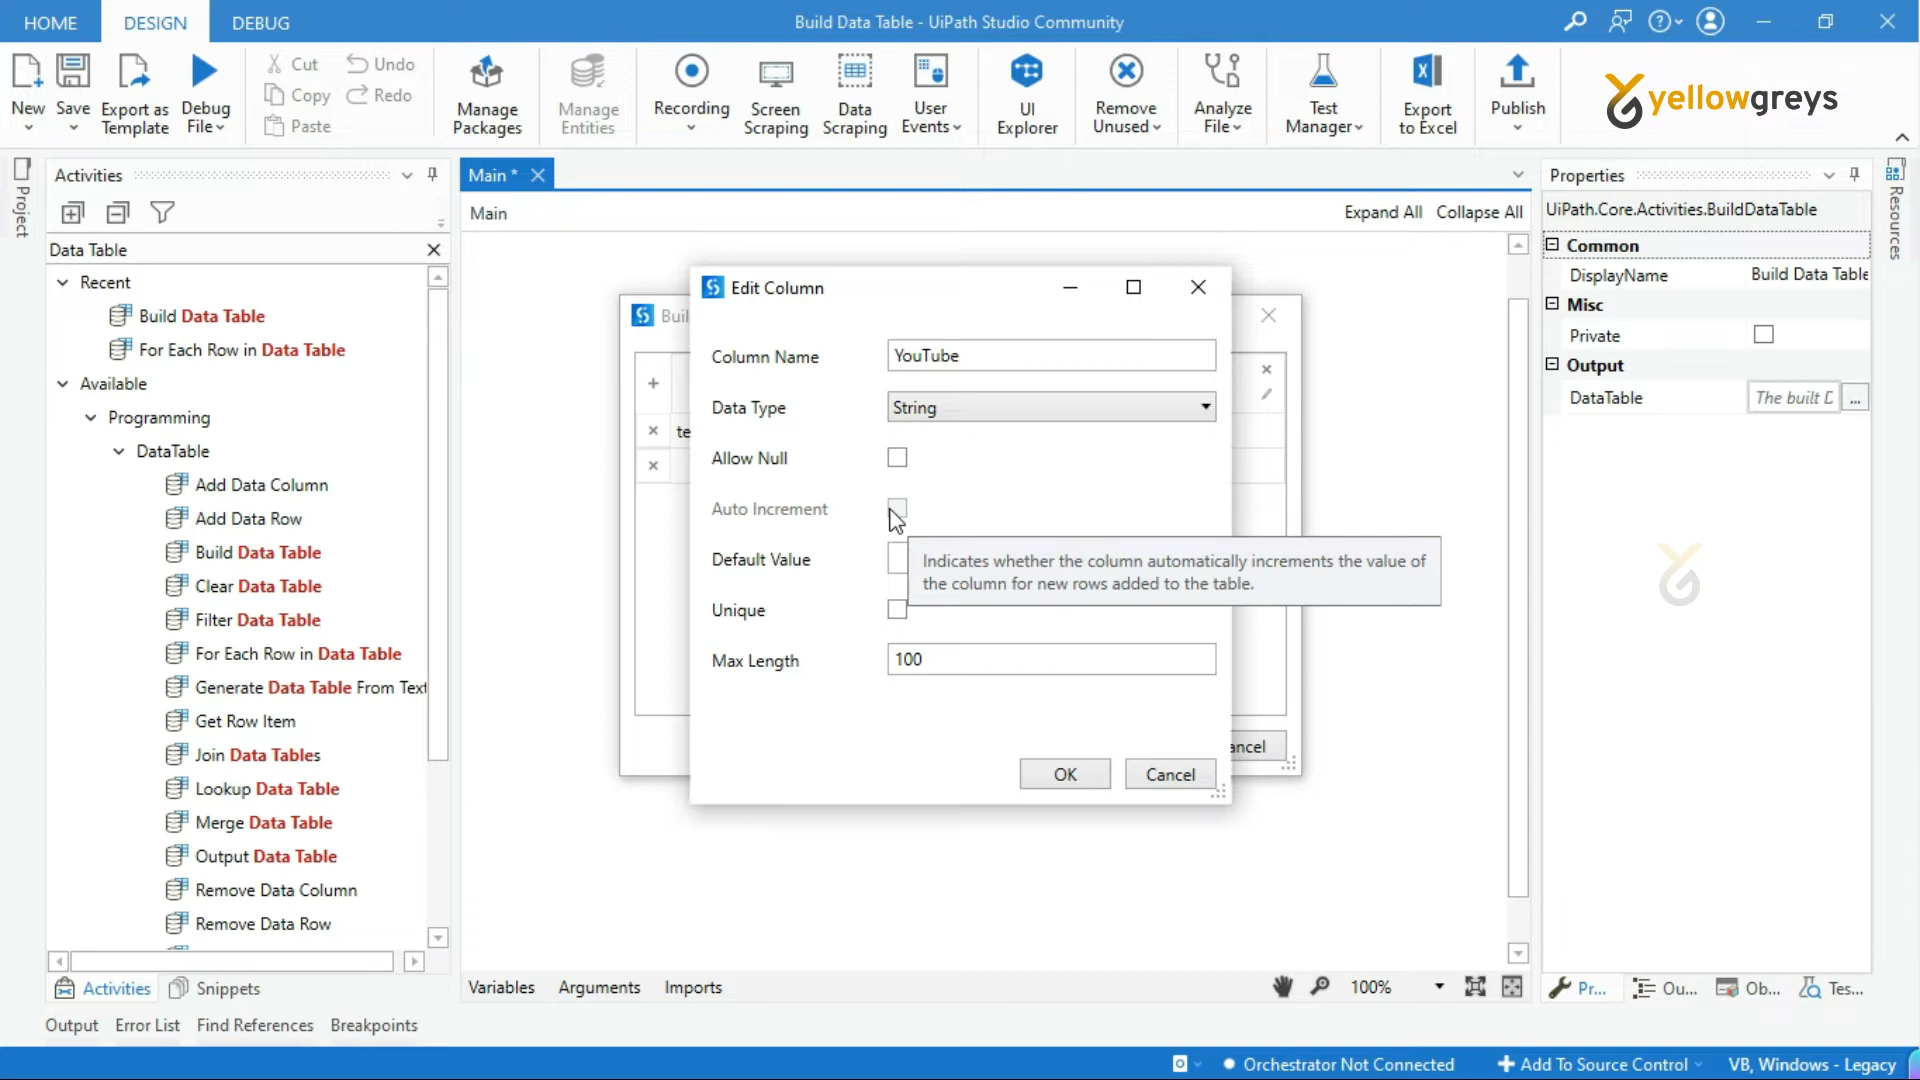 HOME DESIGN DEBUG Build Data Table - UiPath Studio Community
New Save Export as Template Debug File
Cut Copy Paste Undo Redo
Manage Packages
Manage Entities
Recording
Screen Scraping
Data Scraping
User Events
UI Explorer
Remove Unused
Analyze File
Test Manager
Export to Excel
Publish
yellowgreys
Project
Activities
Data Table
Recent
Build Data Table
For Each Row in Data Table
Available
Programming
DataTable
Add Data Column
Add Data Row
Build Data Table
Clear Data Table
Filter Data Table
For Each Row in Data Table
Generate Data Table From Text
Get Row Item
Join Data Tables
Lookup Data Table
Merge Data Table
Output Data Table
Remove Data Column
Remove Data Row
Activities Snippets
Main *
Main Expand All Collapse All
Buil
te
ancel
Edit Column
Column Name YouTube
Data Type String
Allow Null
Auto Increment
Indicates whether the column automatically increments the value of
the column for new rows added to the table.
Default Value
Unique
Max Length 100
OK Cancel
Variables Arguments Imports 100%
Properties
UiPath.Core.Activities.BuildDataTable
Common
DisplayName Build Data Table
Misc
Private
Output
DataTable The built D ...
Pr... Ou... Ob... Tes...
Resources
Output Error List Find References Breakpoints
Orchestrator Not Connected Add To Source Control VB, Windows - Legacy